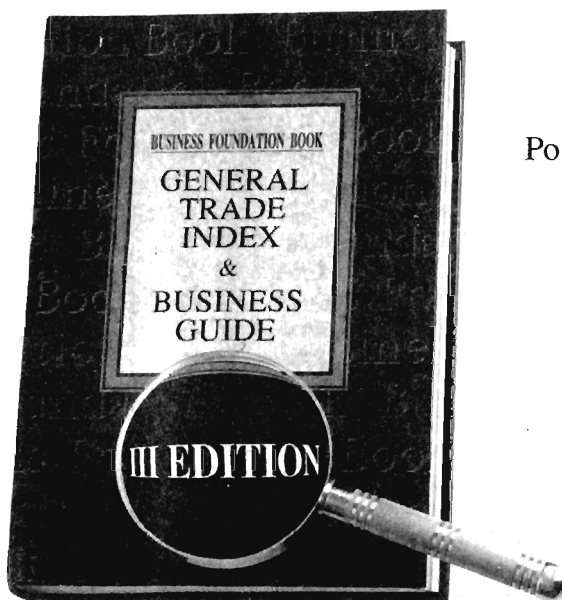 BUSINESS FOUNDATION BOOK
GENERAL
TRADE
INDEX
&
BUSINESS
GUIDE
III EDITION
Po